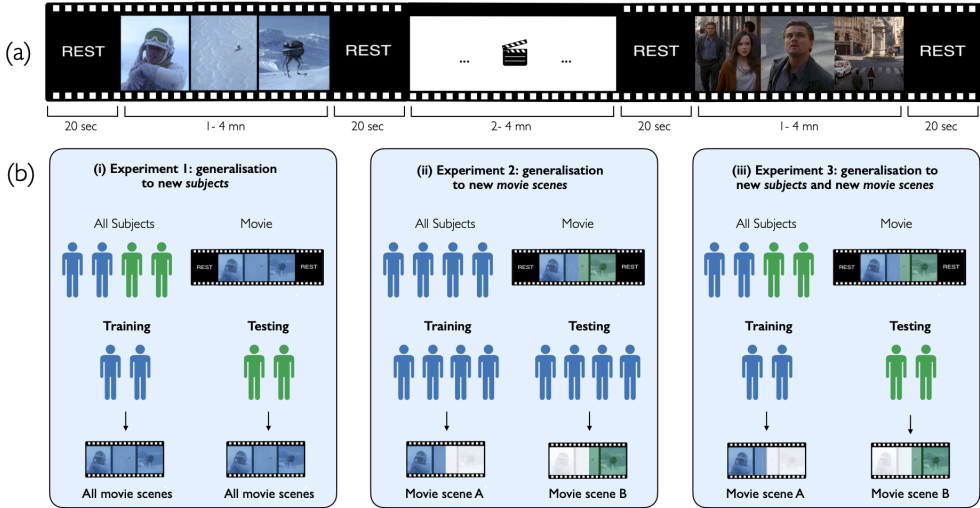 (a)
REST
REST
...
...
REST
REST
20 sec
1- 4 mn
20 sec
2- 4 mn
20 sec
1- 4 mn
20 sec
(b)
(i) Experiment 1: generalisation
to new subjects
All Subjects
Movie
REST
REST
Training
Testing
All movie scenes
All movie scenes
(ii) Experiment 2: generalisation
to new movie scenes
All Subjects
Movie
REST
REST
Training
Testing
Movie scene A
Movie scene B
(iii) Experiment 3: generalisation to
new subjects and new movie scenes
All Subjects
Movie
REST
REST
Training
Testing
Movie scene A
Movie scene B